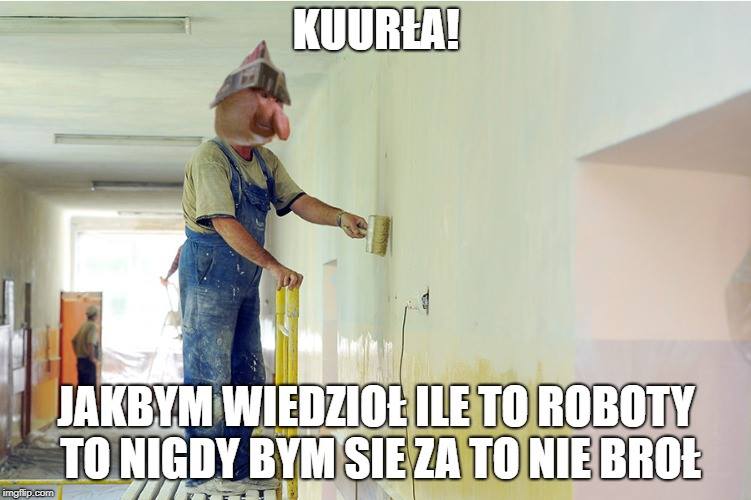 KUURŁA!
JAKBYM WIEDZIOŁ ILE TO ROBOTY
TO NIGDY BYM SIE ZA TO NIE BROŁ
imgflip.com